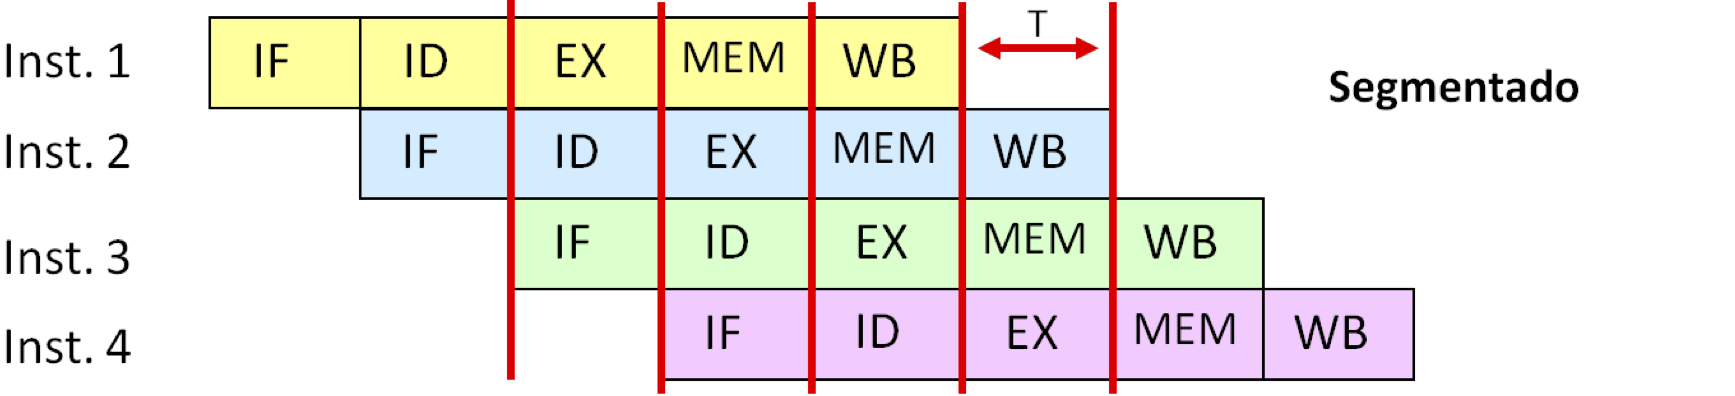 T
Inst. 1 IF ID EX MEM WB
Segmentado
Inst. 2 IF ID EX MEM WB
Inst. 3 IF ID EX MEM WB
Inst. 4 IF ID EX MEM WB